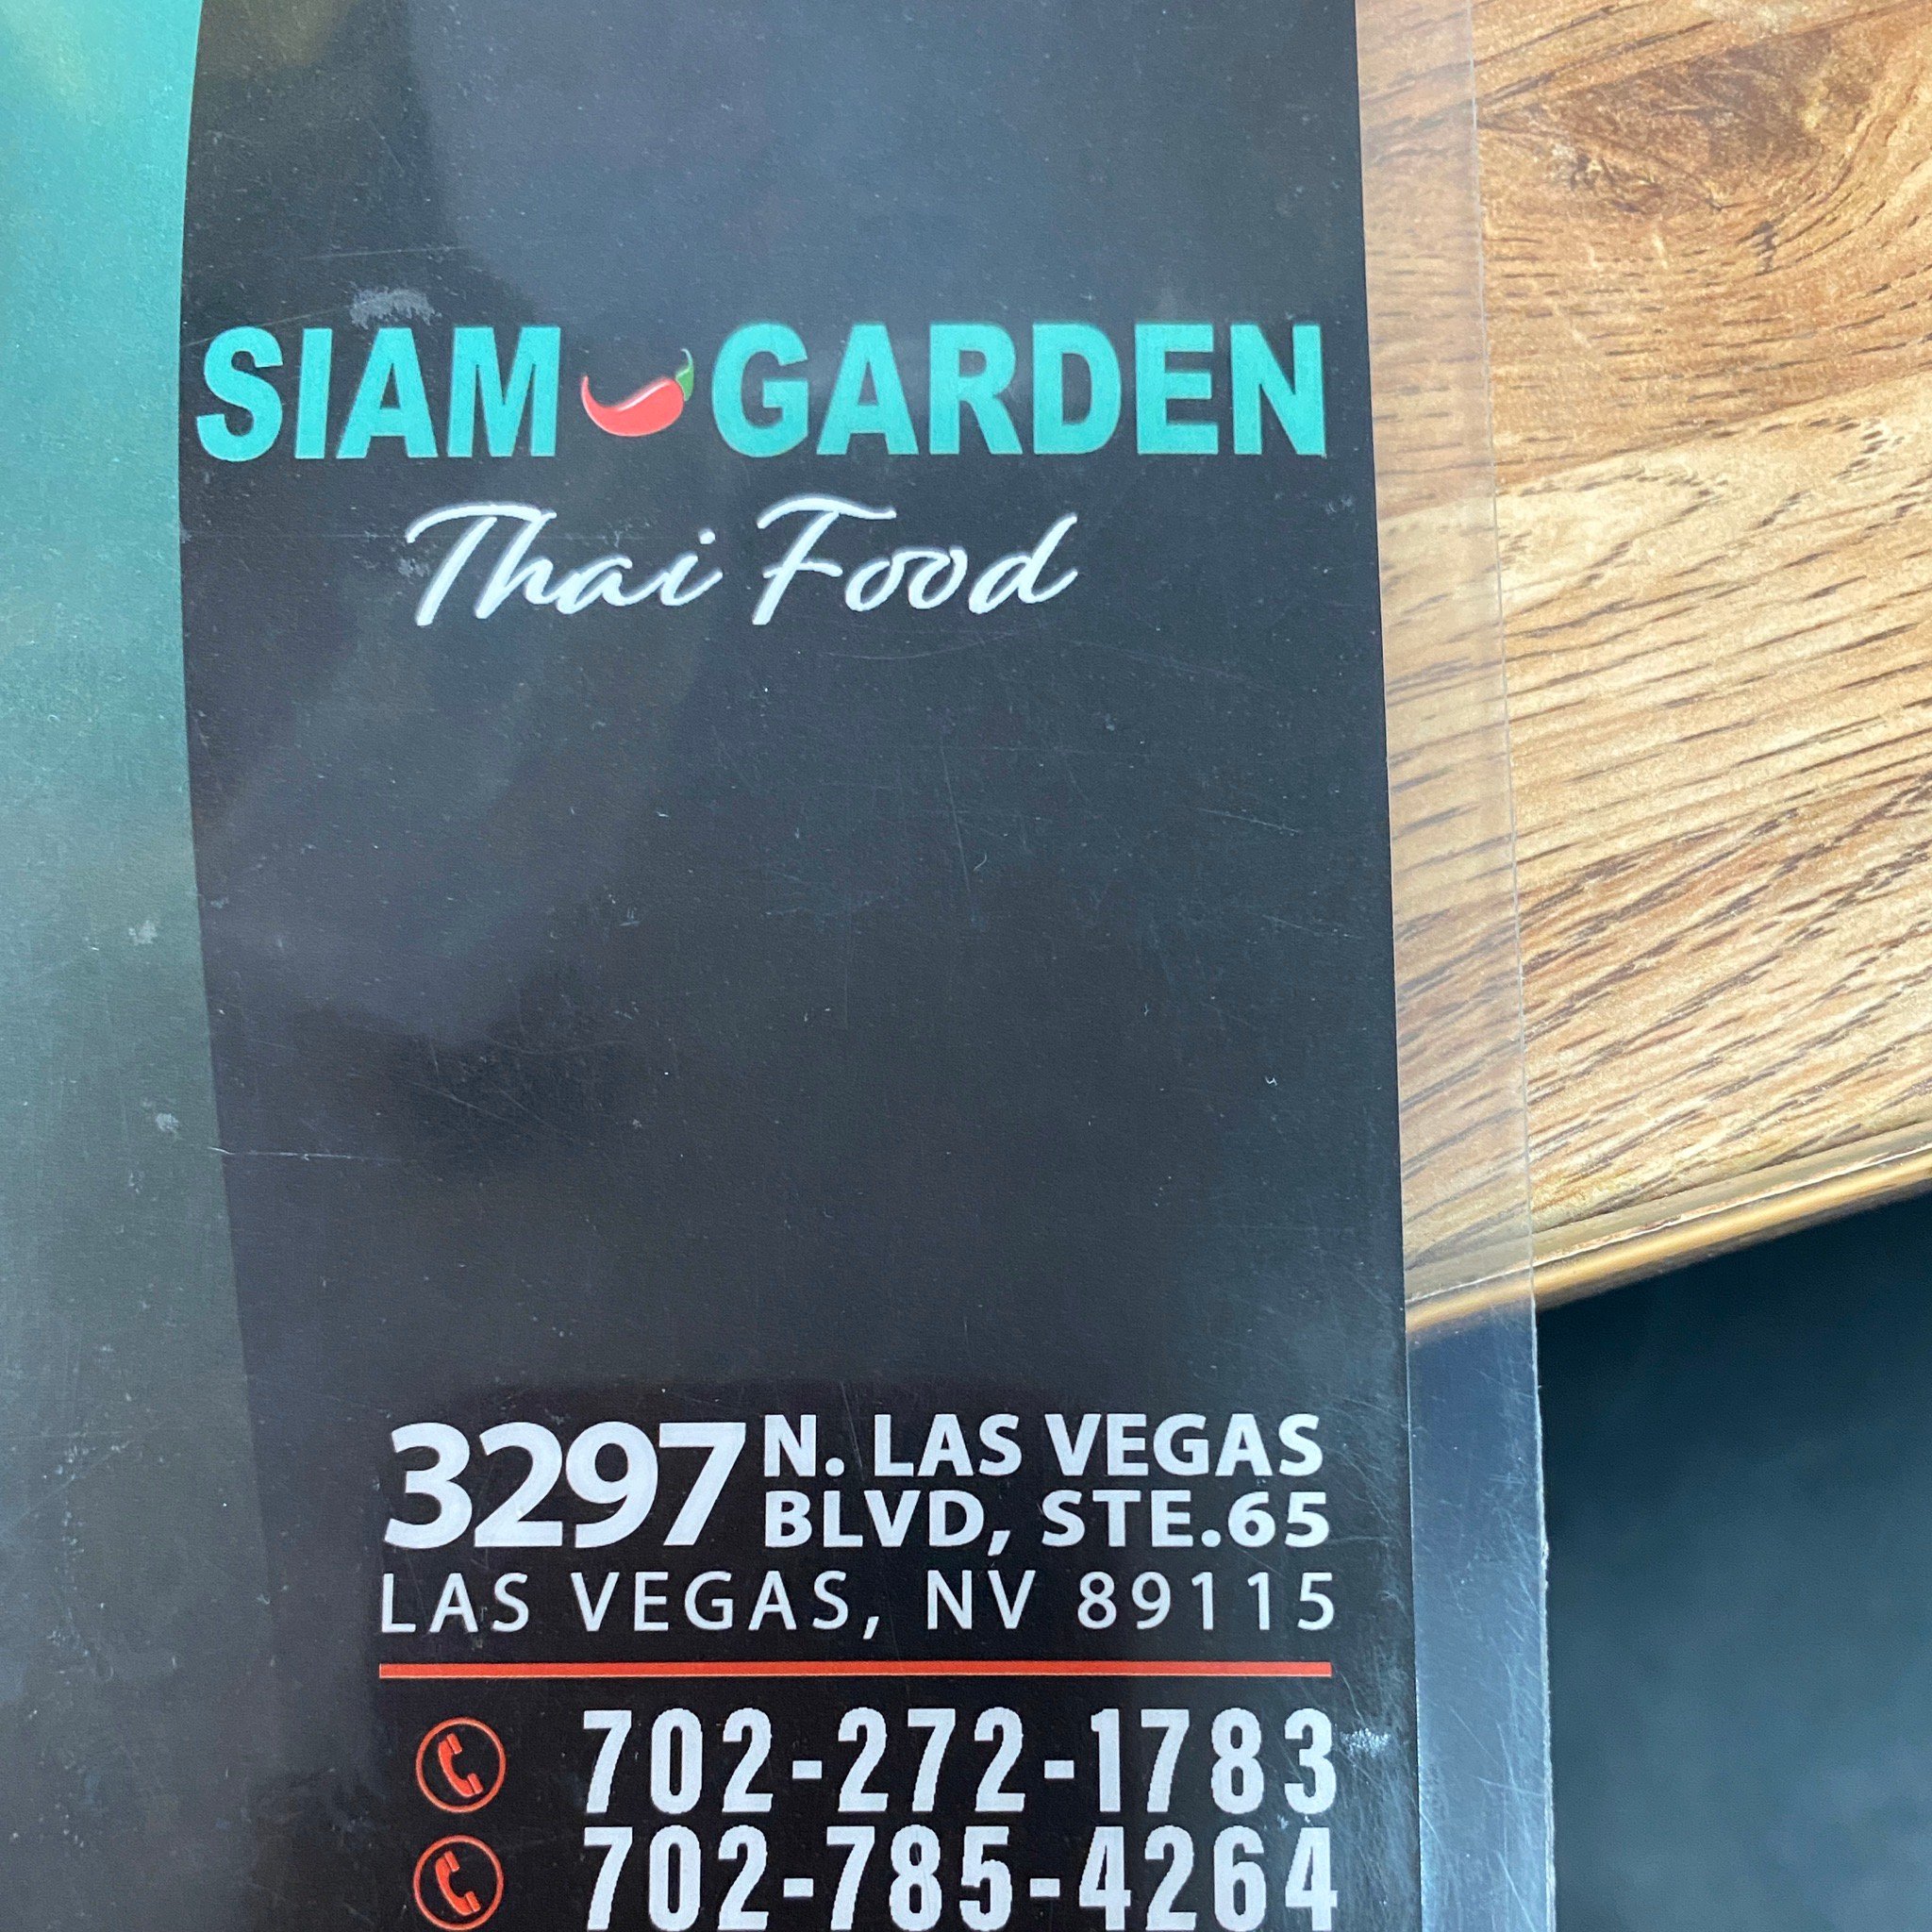 SIAM GARDEN
Thai Food
3297 N. LAS VEGAS
BLVD, STE.65
LAS VEGAS, NV 89115
702-272-1783
702-785-4264